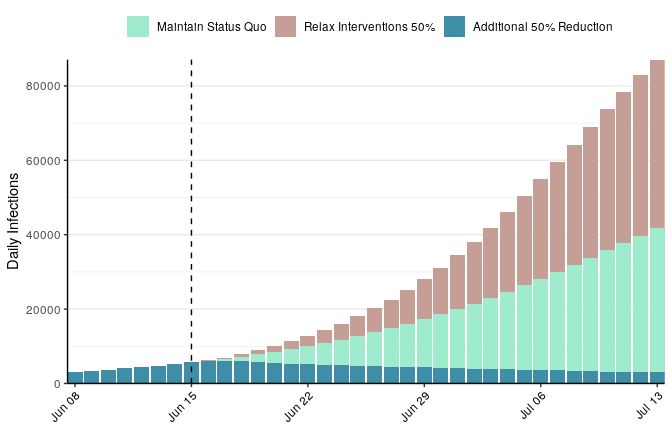 Maintain Status Quo Relax Interventions 50% Additional 50% Reduction
80000
60000
40000
20000
0
Daily Infections
Jun 08 Jun 15 Jun 22 Jun 29 Jul 06 Jul 13